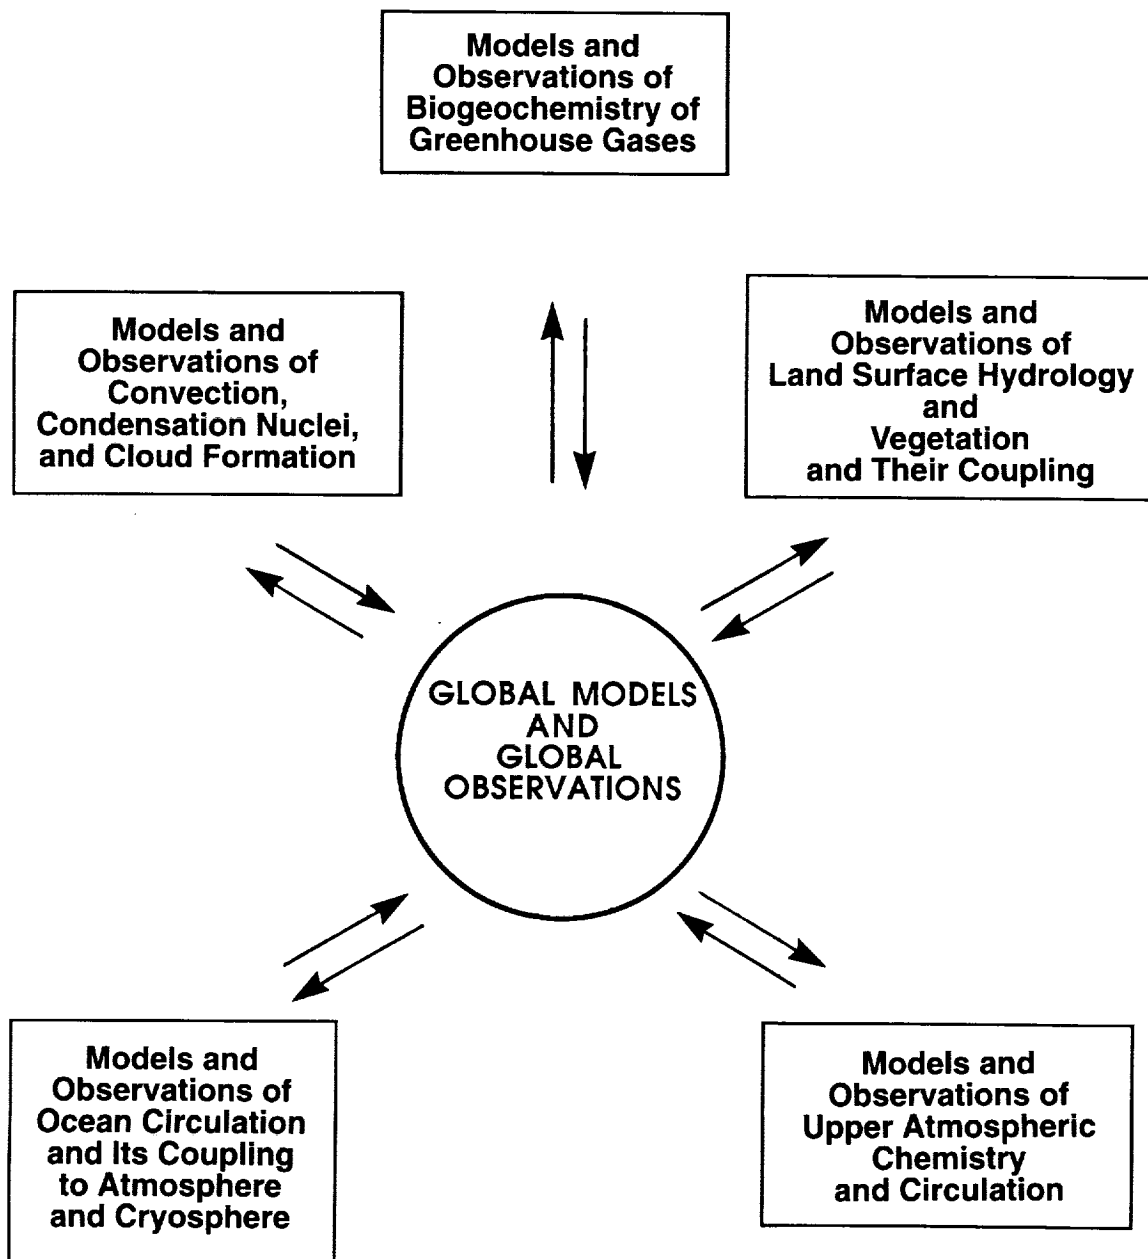 Models and
Observations of
Biogeochemistry of
Greenhouse Gases
Models and
Observations of
Convection,
Condensation Nuclei,
and Cloud Formation
Models and
Observations of
Land Surface Hydrology
and
Vegetation
and Their Coupling
GLOBAL MODELS
AND
GLOBAL
OBSERVATIONS
Models and
Observations of
Ocean Circulation
and Its Coupling
to Atmosphere
and Cryosphere
Models and
Observations of
Upper Atmospheric
Chemistry
and Circulation